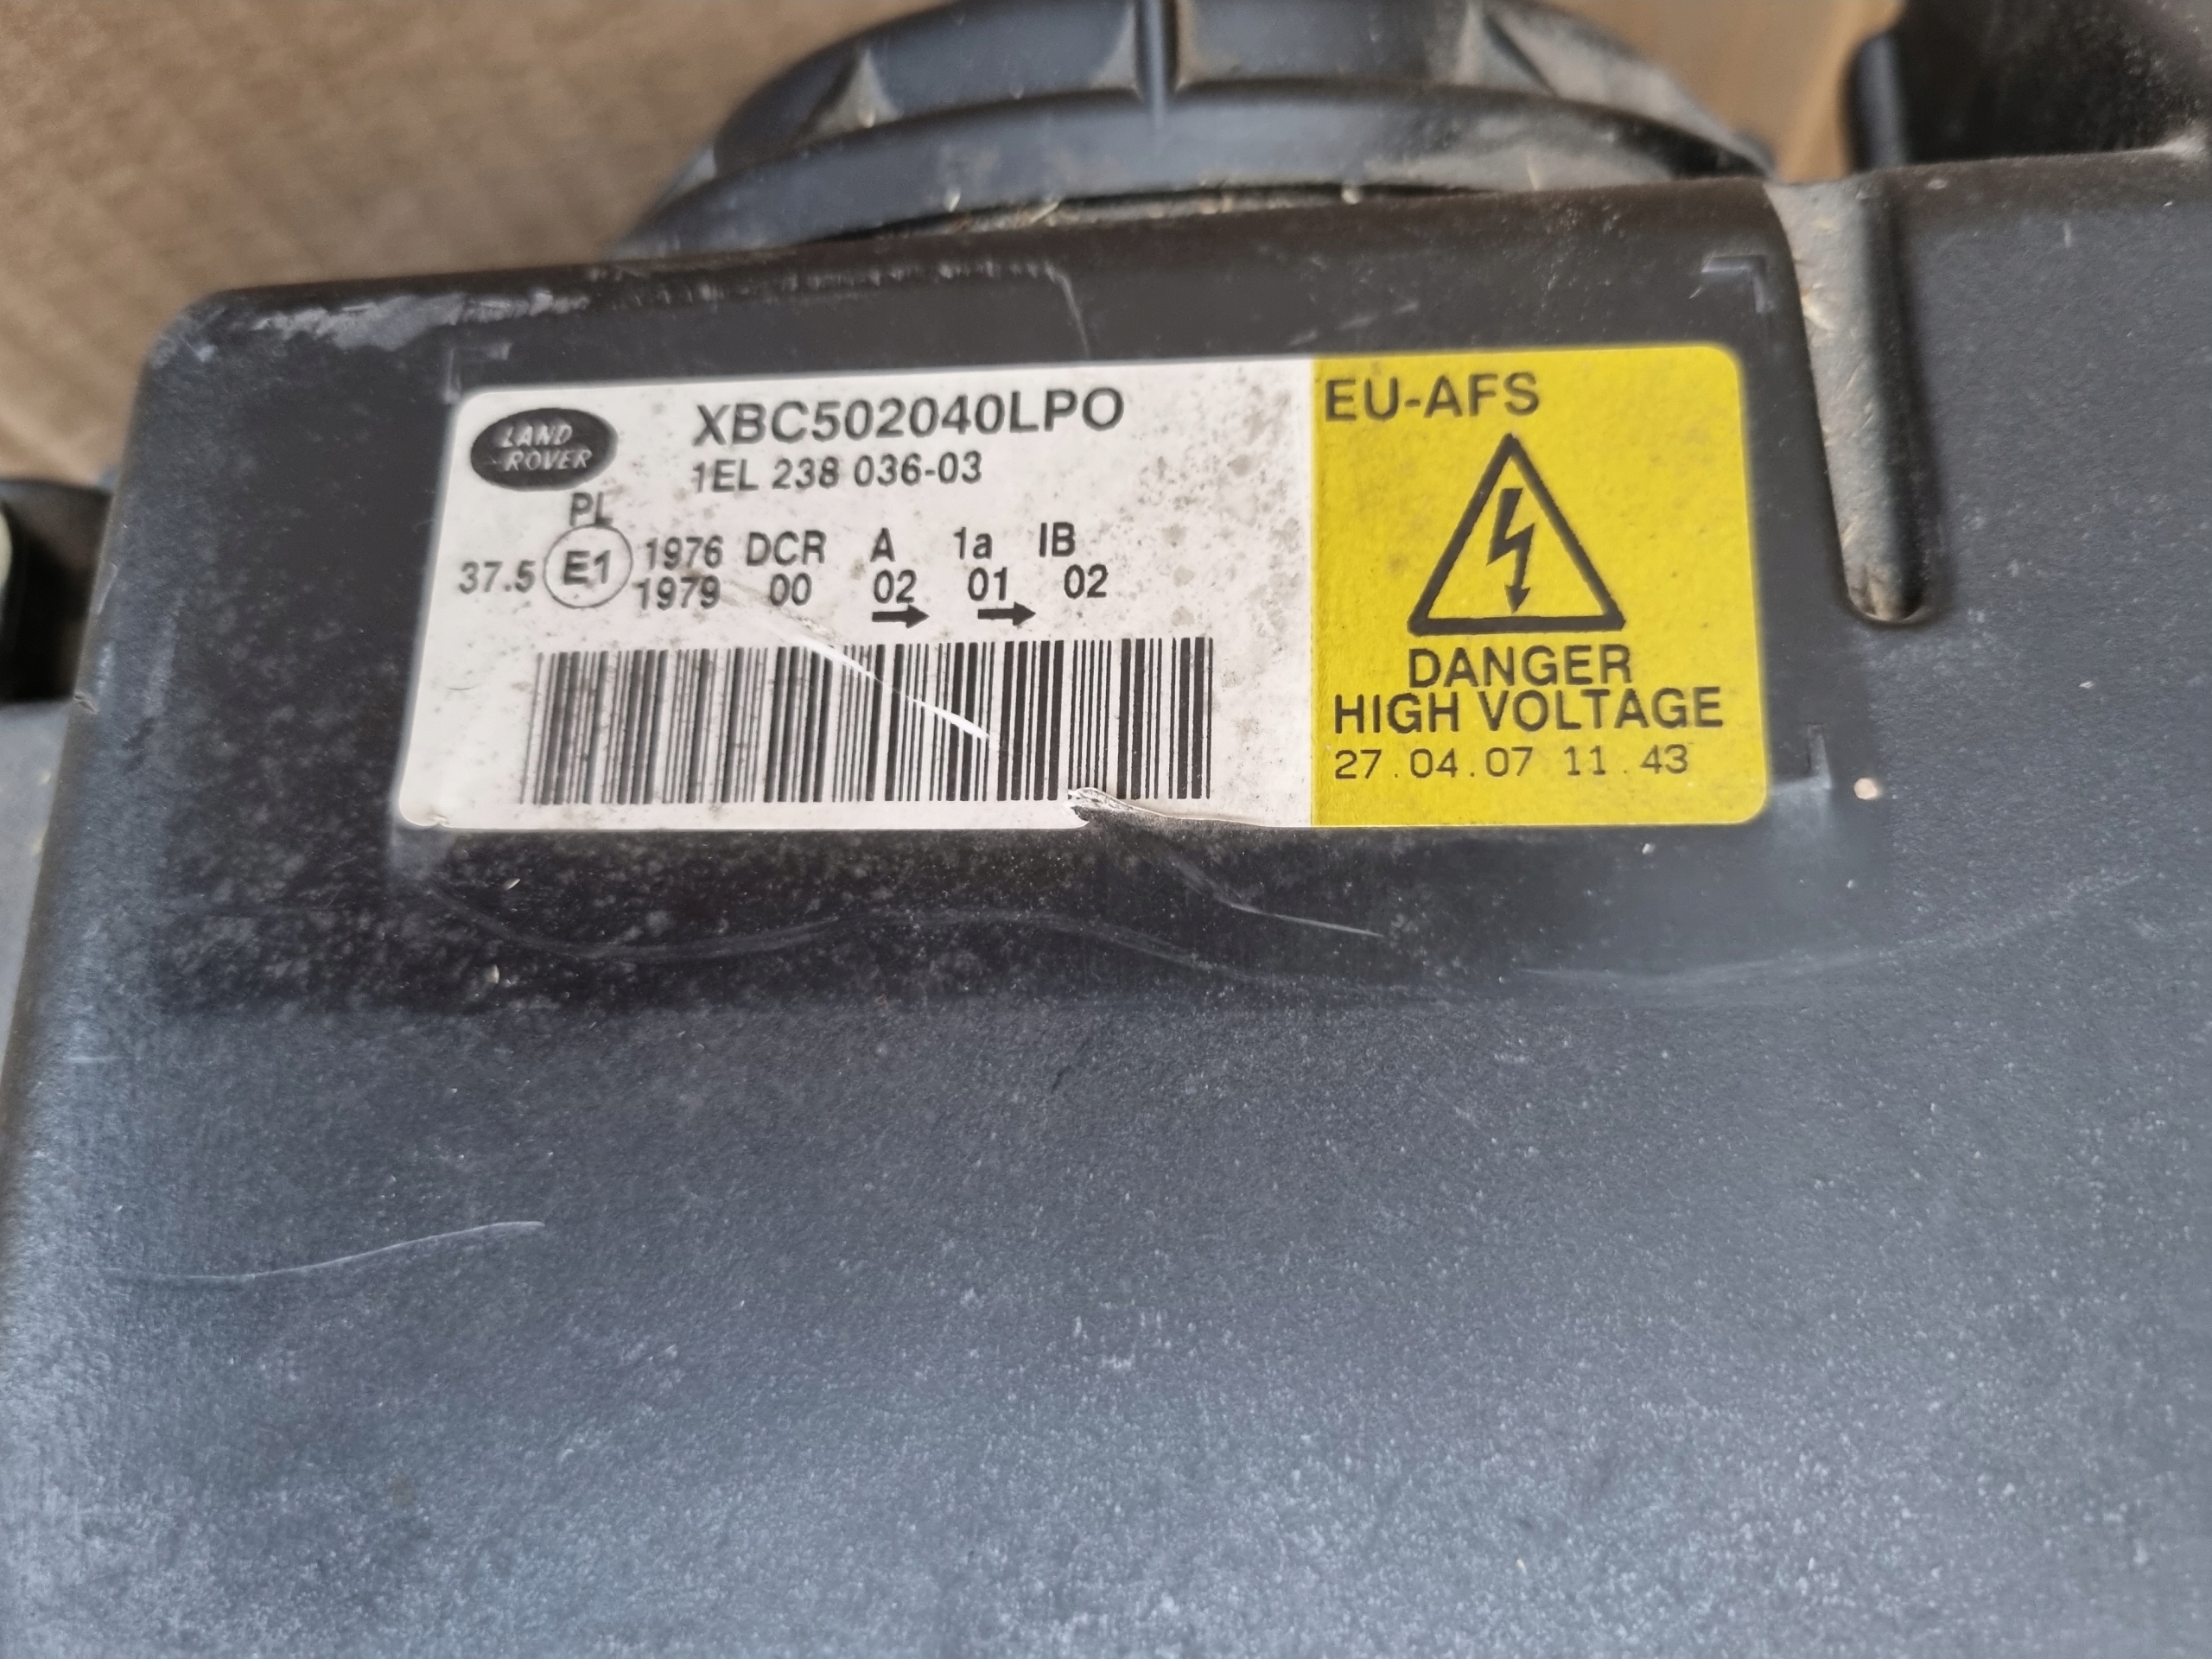 LAND
ROVER
XBC502040LPO
1EL 238 036-03
PL
37.5 E1 1976 DCR A 1a IB
1979 00 02 01 02
EU-AFS
DANGER
HIGH VOLTAGE
27.04.07 11.43